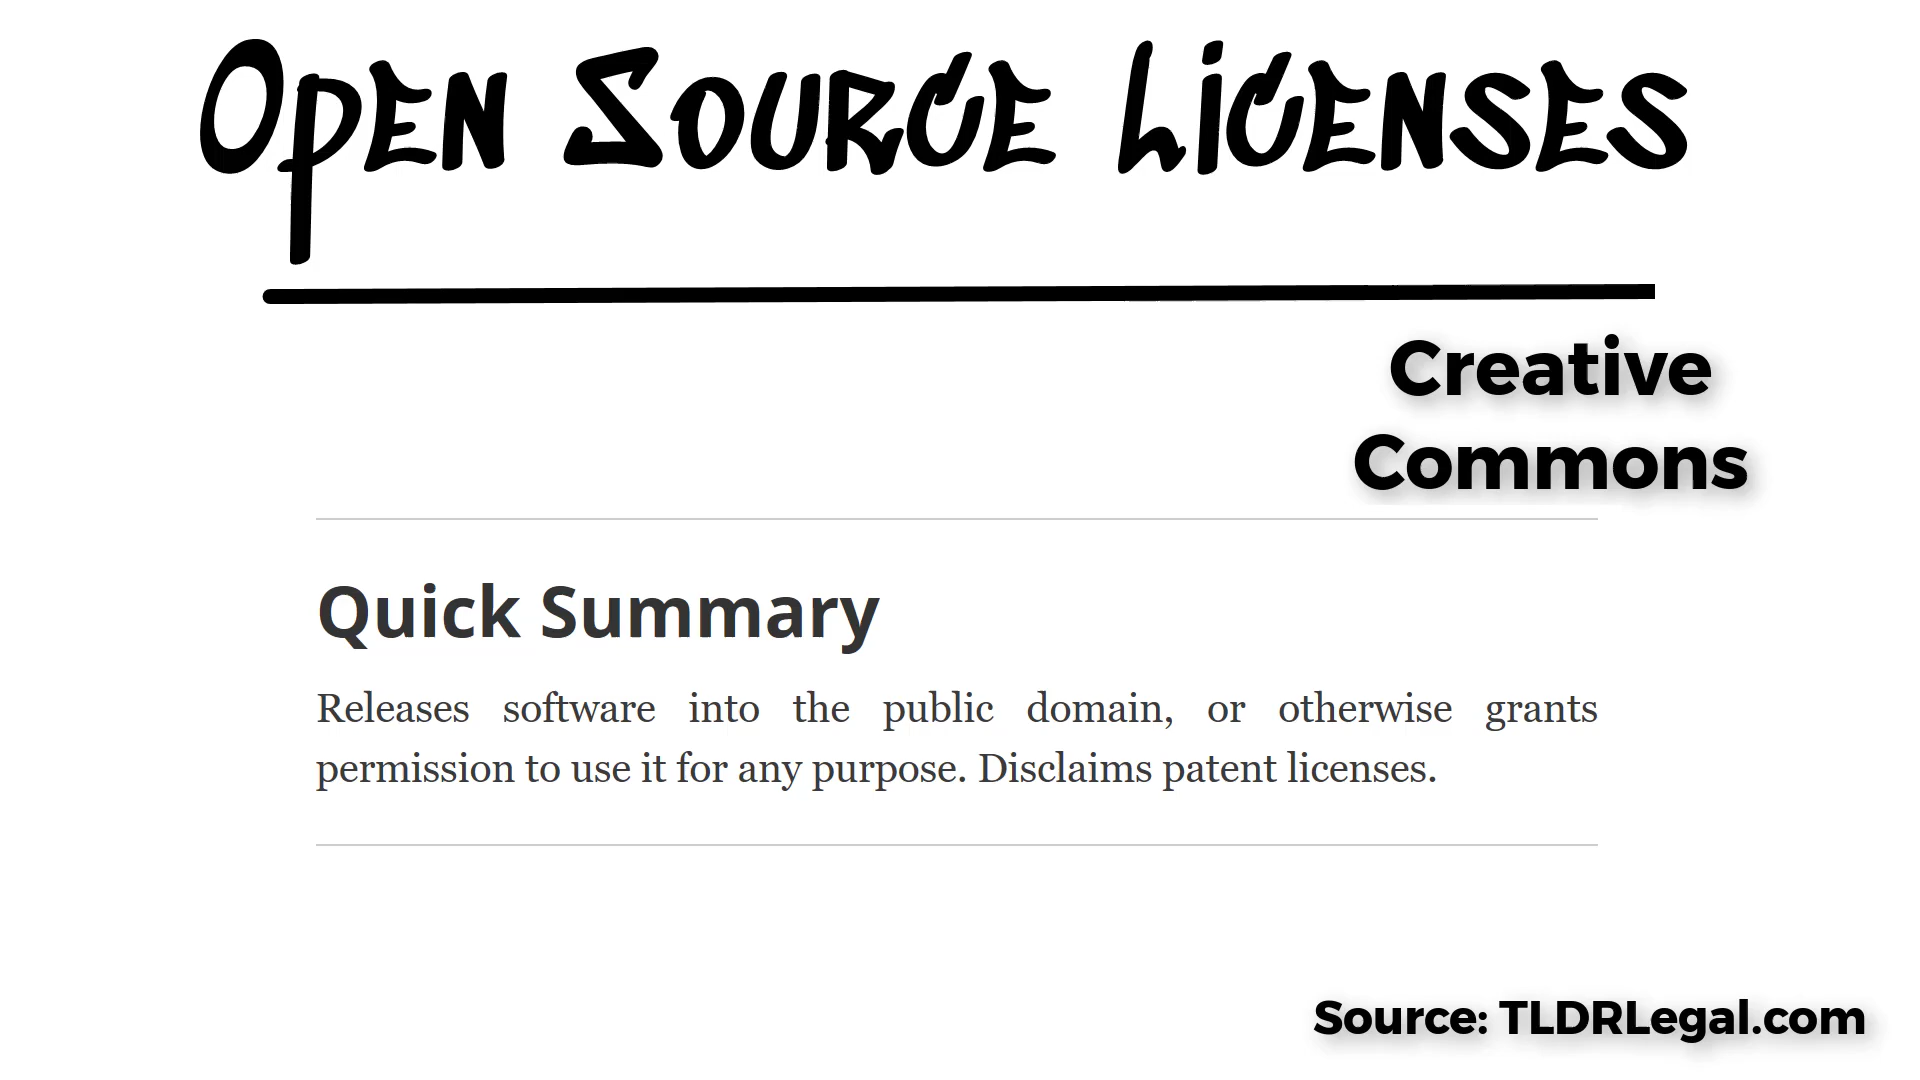 Open Source Licenses
Creative
Commons
Quick Summary
Releases software into the public domain, or otherwise grants
permission to use it for any purpose. Disclaims patent licenses.
Source: TLDRLegal.com